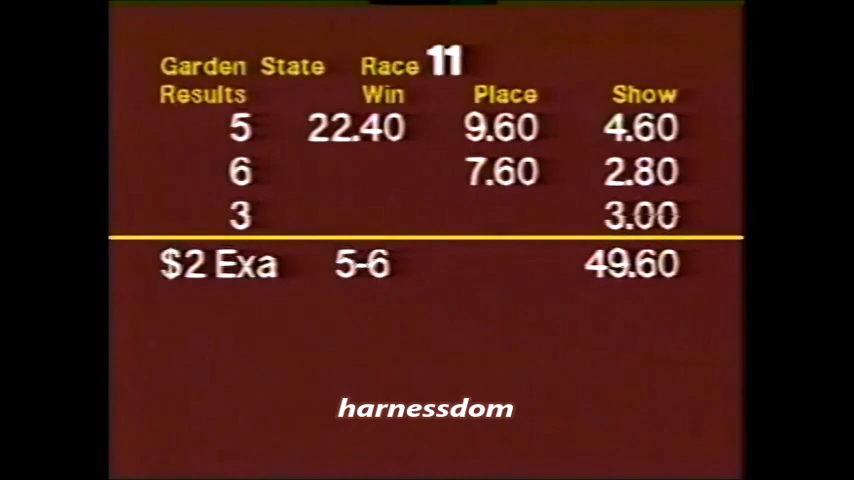 Garden State Race 11
Results Win Place Show
5 22.40 9.60 4.60
6 7.60 2.80
3 3.00
$2 Exa 5-6 49.60
harnessdom